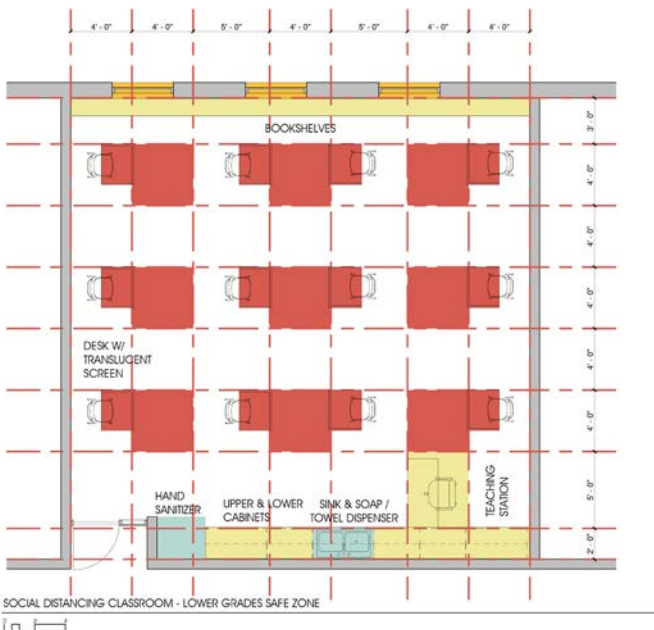 4' - 0" 4' - 0" 5' - 0" 4' - 0" 5' - 0" 4' - 0" 4' - 0"
BOOKSHELVES
3' - 0"
4' - 0"
4' - 0"
4' - 0"
4' - 0"
4' - 0"
5' - 0"
2' - 0"
DESK W/
TRANSLUCENT
SCREEN
HAND
SANITIZER
UPPER & LOWER
CABINETS
SINK & SOAP /
TOWEL DISPENSER
TEACHING
STATION
SOCIAL DISTANCING CLASSROOM - LOWER GRADES SAFE ZONE